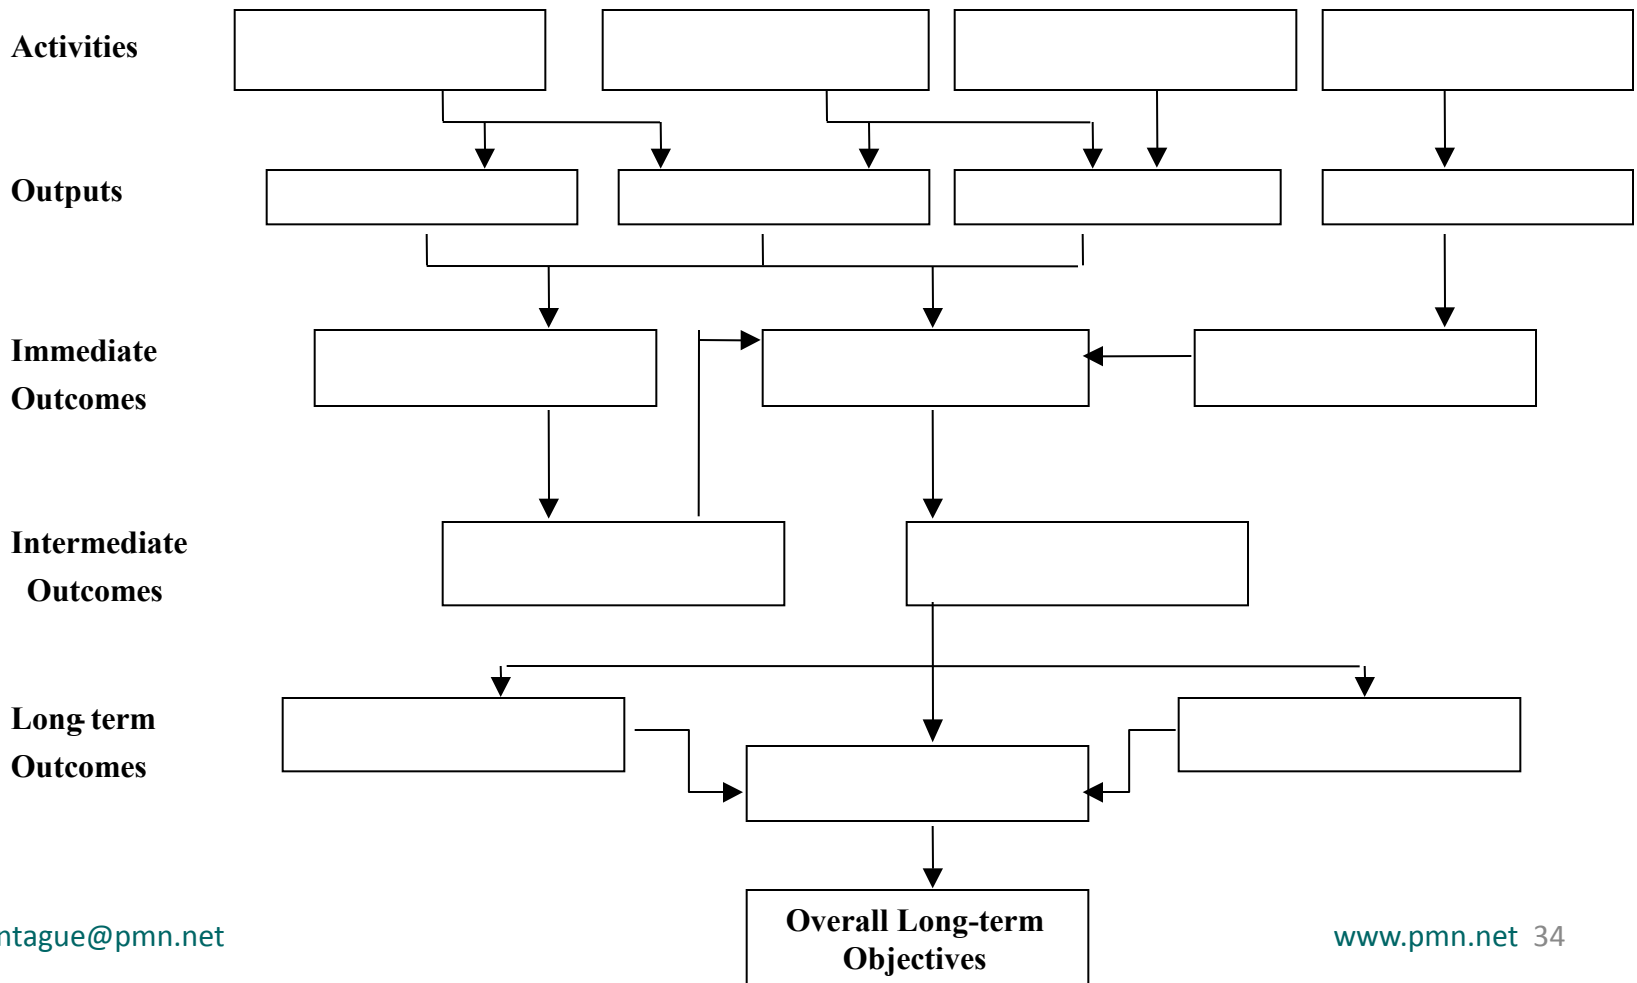 Activities
Outputs
Immediate
Outcomes
Intermediate
Outcomes
Long-term
Outcomes
Overall Long-term
Objectives
ntague@pmn.net
www.pmn.net 34